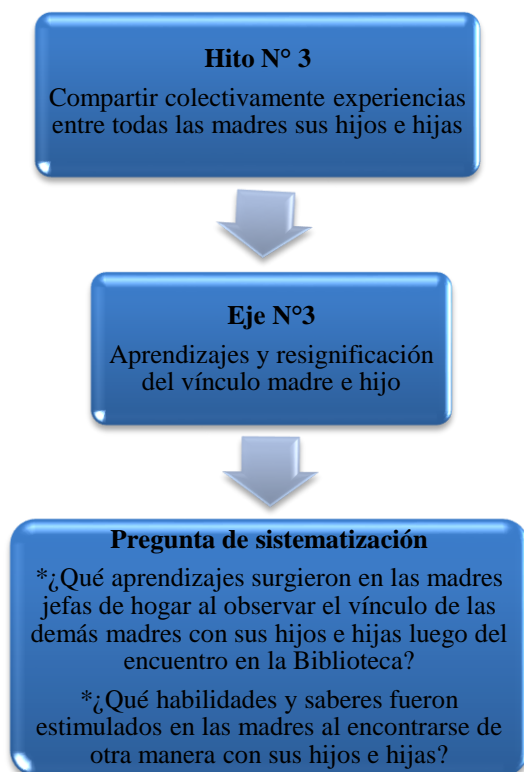 Hito N° 3
Compartir colectivamente experiencias
entre todas las madres sus hijos e hijas
Eje N°3
Aprendizajes y resignificación
del vínculo madre e hijo
Pregunta de sistematización
*¿Qué aprendizajes surgieron en las madres
jefas de hogar al observar el vínculo de las
demás madres con sus hijos e hijas luego del
encuentro en la Biblioteca?
*¿Qué habilidades y saberes fueron
estimulados en las madres al encontrarse de
otra manera con sus hijos e hijas?